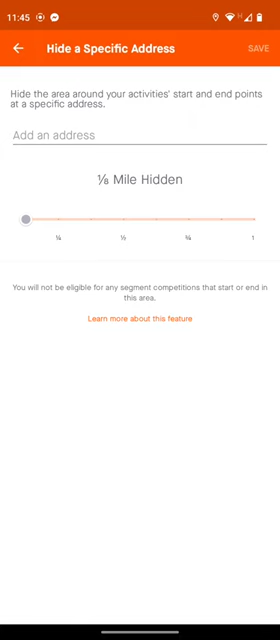 11:45
H
Hide a Specific Address
SAVE
Hide the area around your activities' start and end points
at a specific address.
Add an address
⅛ Mile Hidden
¼ ½ ¾ 1
You will not be eligible for any segment competitions that start or end in
this area.
Learn more about this feature